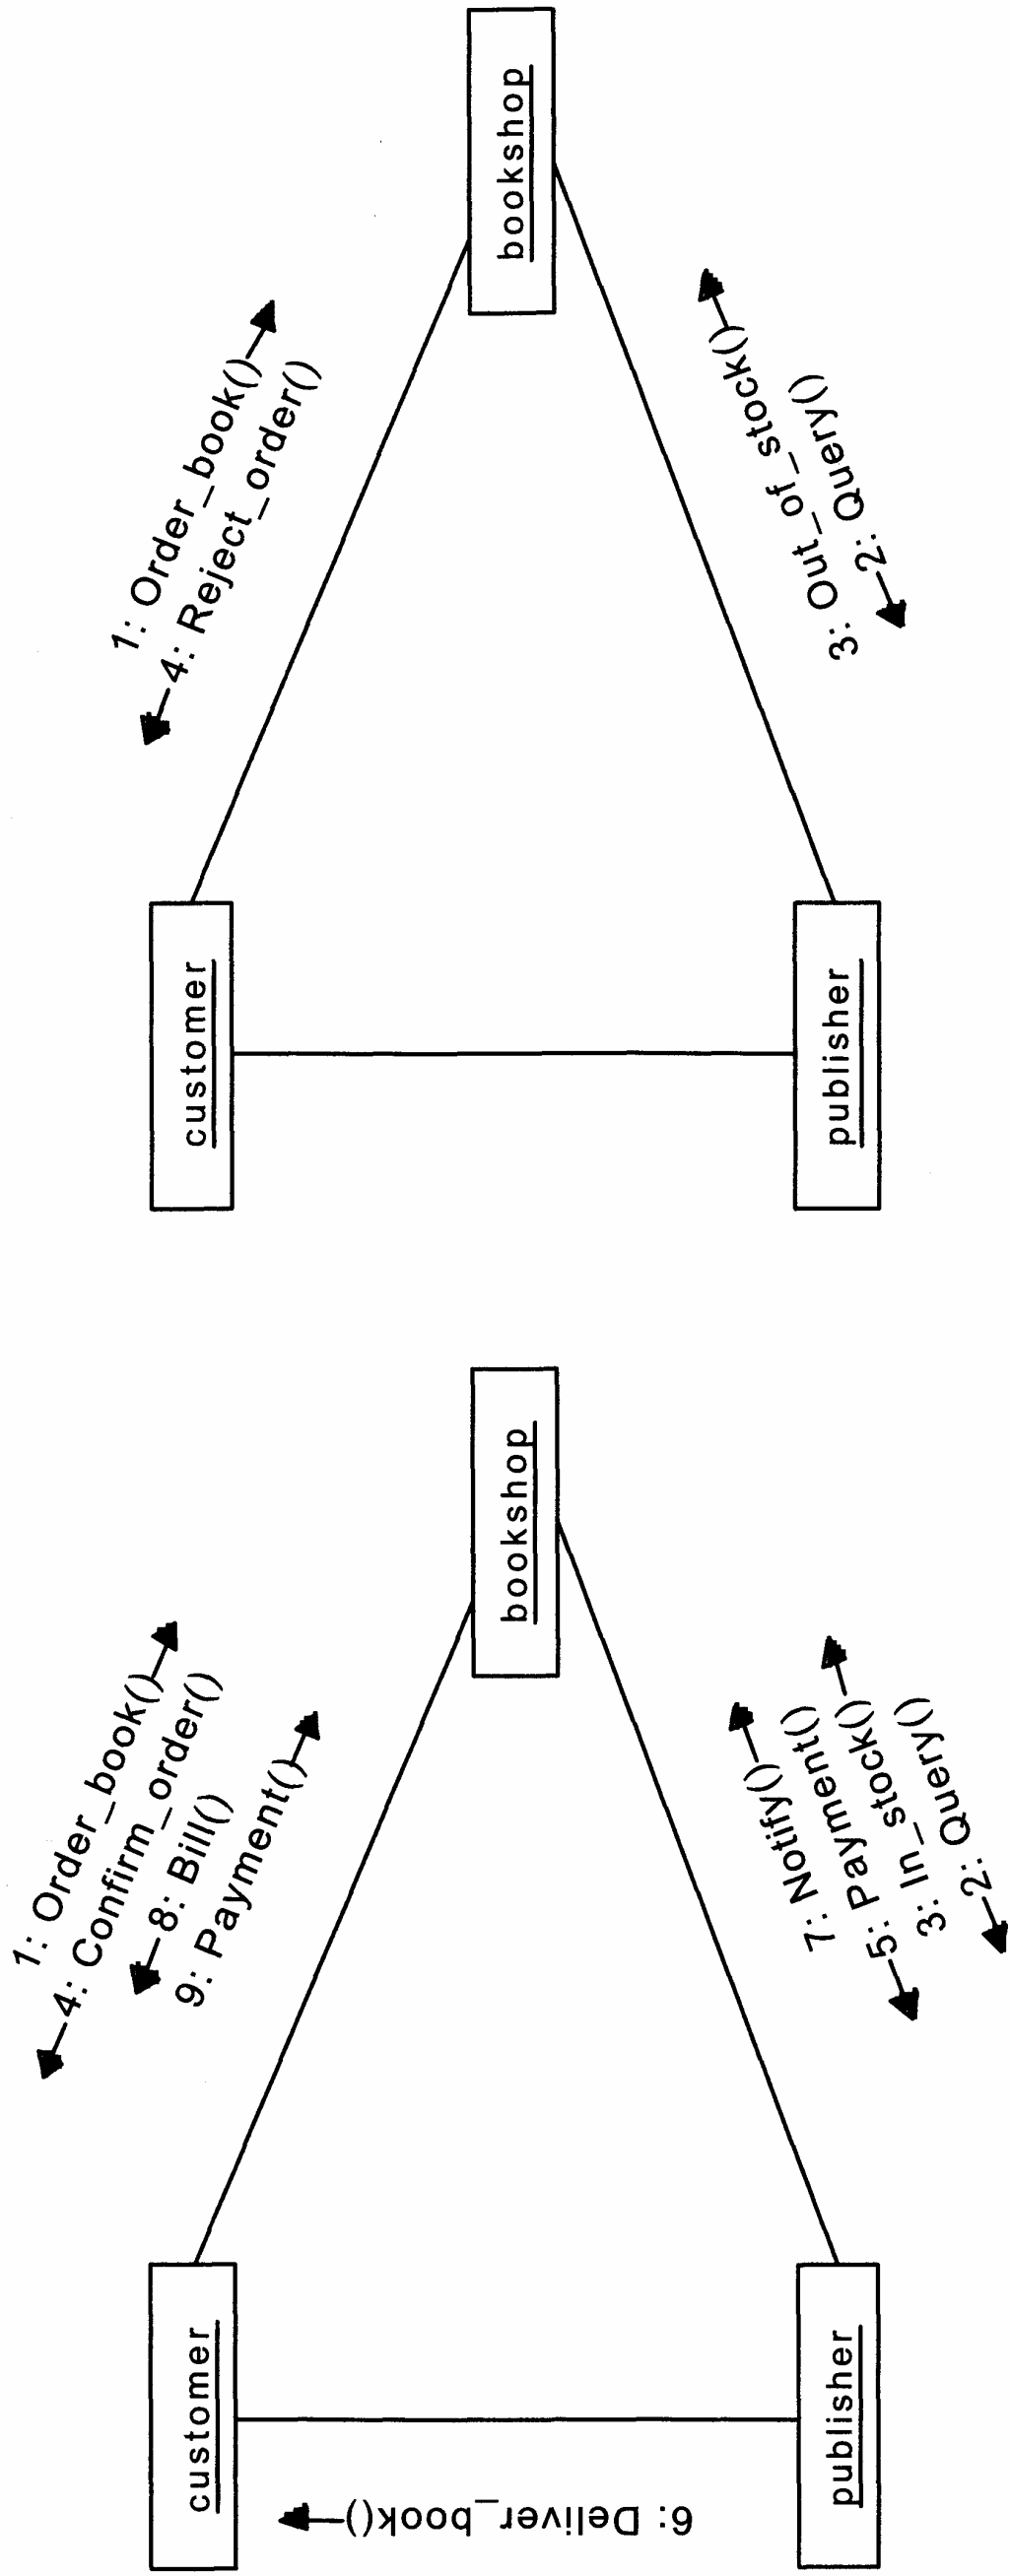 customer
bookshop
publisher
1: Order_book()
4: Confirm_order()
8: Bill()
9: Payment()
7: Notify()
5: Payment()
3: In_stock()
2: Query()
6: Deliver_book()
customer
bookshop
publisher
1: Order_book()
4: Reject_order()
3: Out_of_stock()
2: Query()